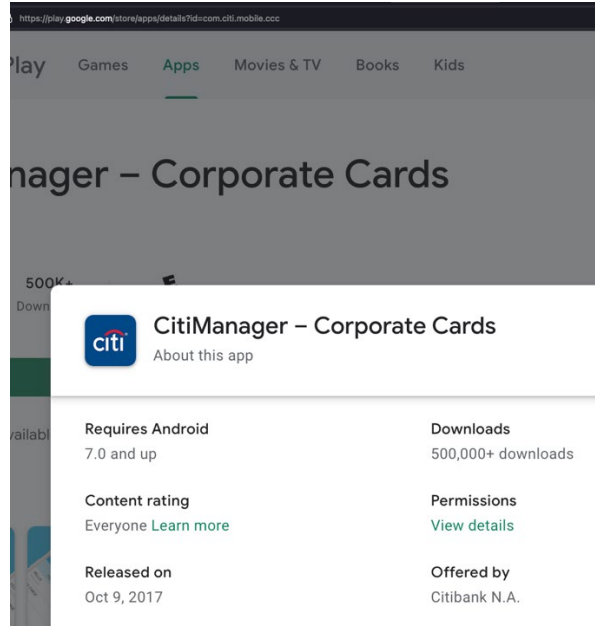 https://play.google.com/store/apps/details?id=com.citi.mobile.ccc
Play Games Apps Movies & TV Books Kids
nager – Corporate Cards
500K+
Down
citi
CitiManager – Corporate Cards
About this app
vailabl
Requires Android
7.0 and up
Downloads
500,000+ downloads
Content rating
Everyone Learn more
Permissions
View details
Released on
Oct 9, 2017
Offered by
Citibank N.A.